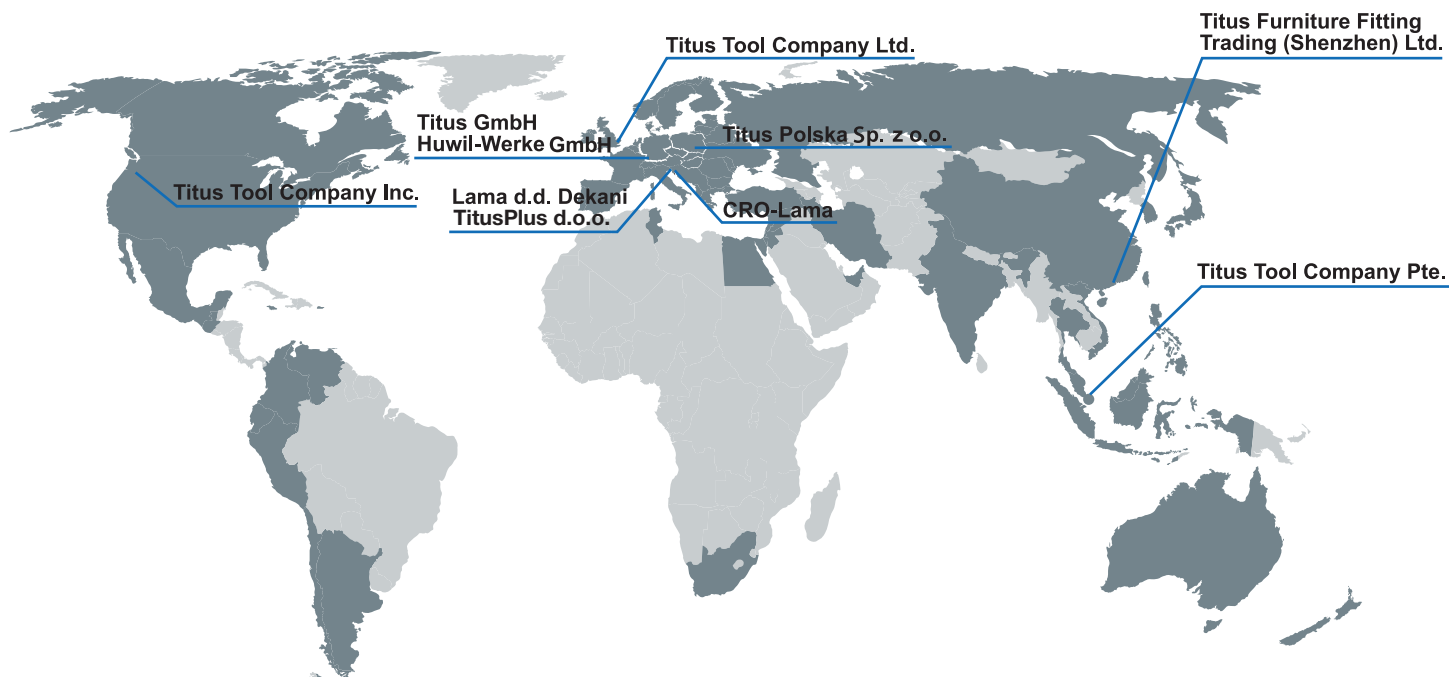 Titus Furniture Fitting
Trading (Shenzhen) Ltd.
Titus Tool Company Ltd.
Titus GmbH
Huwil-Werke GmbH
Titus Polska Sp. z o.o.
Titus Tool Company Inc.
Lama d.d. Dekani
TitusPlus d.o.o.
CRO-Lama
Titus Tool Company Pte.